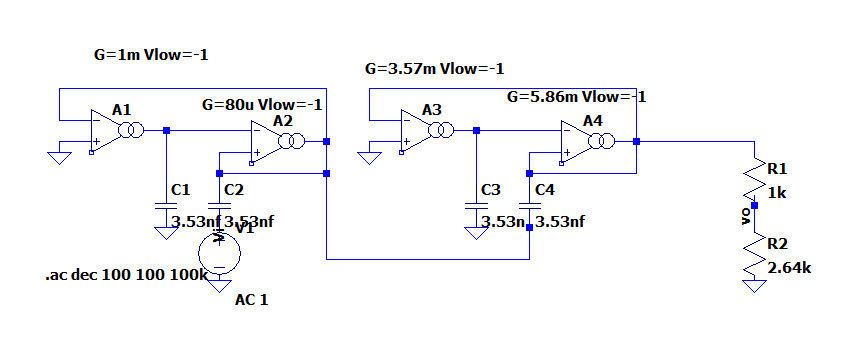 G=1m Vlow=-1
G=3.57m Vlow=-1
G=80u Vlow=-1
G=5.86m Vlow=-1
A1
A2
A3
A4
C1
C2
C3
C4
R1
1k
3.53nf
3.53nf
3.53n
3.53nf
Vi
V1
vo
R2
2.64k
.ac dec 100 100 100k
AC 1